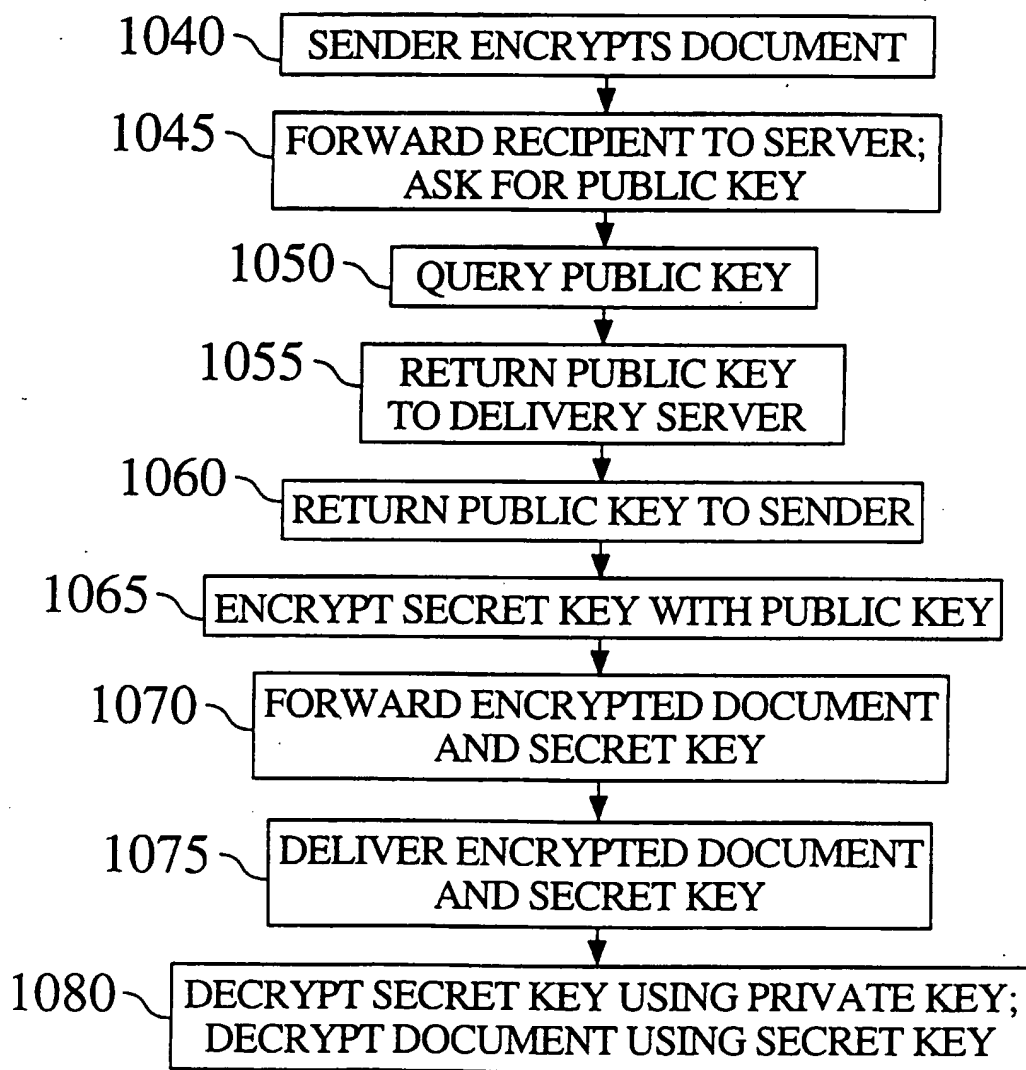 1040 SENDER ENCRYPTS DOCUMENT
1045 FORWARD RECIPIENT TO SERVER;
ASK FOR PUBLIC KEY
1050 QUERY PUBLIC KEY
1055 RETURN PUBLIC KEY
TO DELIVERY SERVER
1060 RETURN PUBLIC KEY TO SENDER
1065 ENCRYPT SECRET KEY WITH PUBLIC KEY
1070 FORWARD ENCRYPTED DOCUMENT
AND SECRET KEY
1075 DELIVER ENCRYPTED DOCUMENT
AND SECRET KEY
1080 DECRYPT SECRET KEY USING PRIVATE KEY;
DECRYPT DOCUMENT USING SECRET KEY